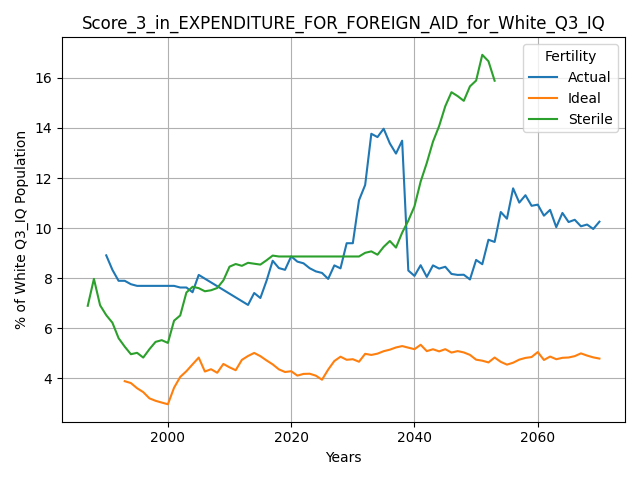 Score_3_in_EXPENDITURE_FOR_FOREIGN_AID_for_White_Q3_IQ
Fertility
Actual
Ideal
Sterile
% of White Q3_IQ Population
16
14
12
10
8
6
4
2000
2020
2040
2060
Years